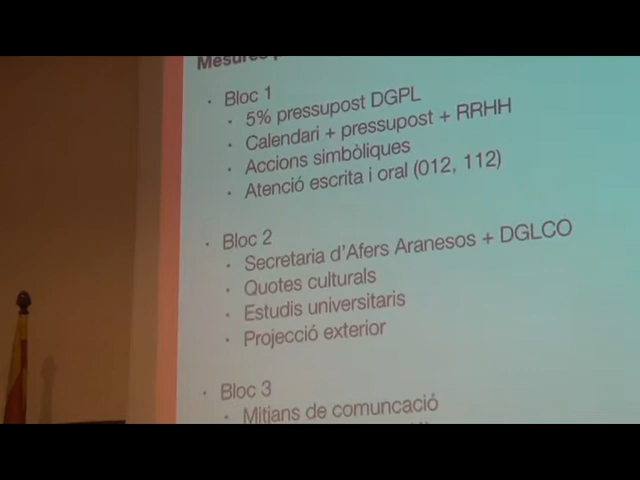 Mesures
· Bloc 1
· 5% pressupost DGPL
· Calendari + pressupost + RRHH
· Accions simbòliques
· Atenció escrita i oral (012, 112)
· Bloc 2
· Secretaria d'Afers Aranesos + DGLCO
· Quotes culturals
· Estudis universitaris
· Projecció exterior
· Bloc 3
· Mitjans de comuncació